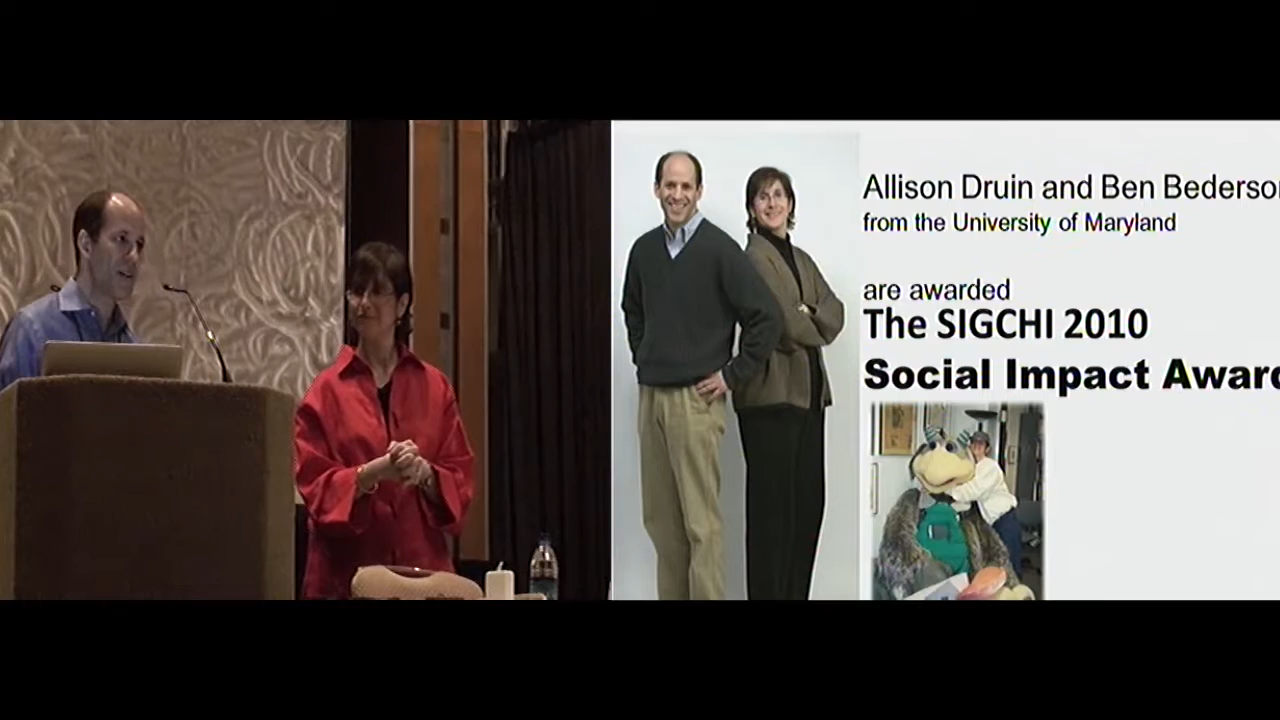 Allison Druin and Ben Bederso
from the University of Maryland
are awarded
The SIGCHI 2010
Social Impact Awar